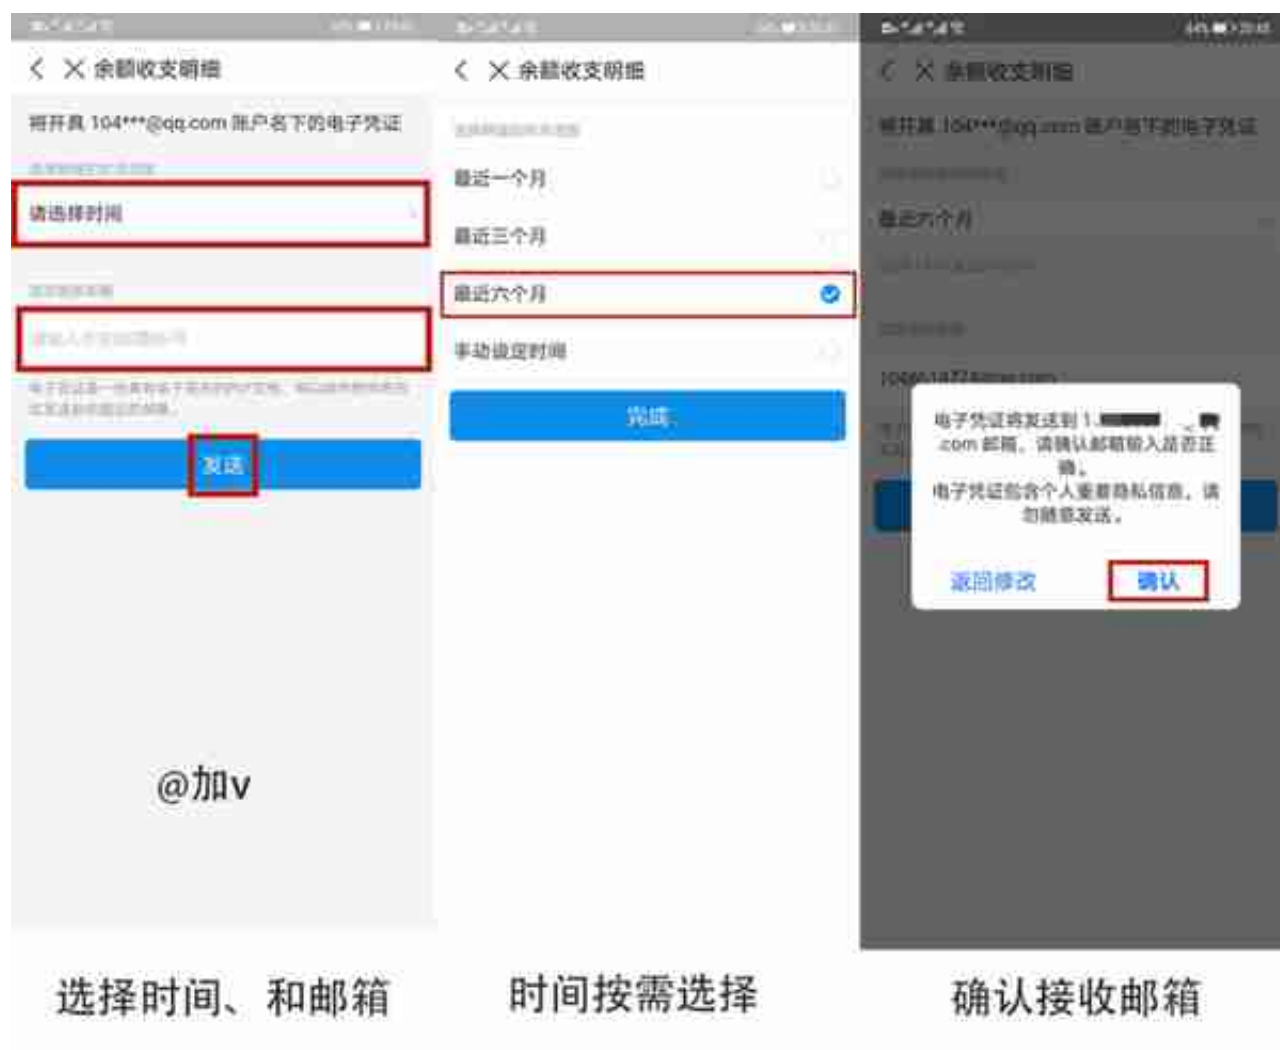 余额收支明细
将开具 104***@qq.com 账户名下的电子凭证
请选择时间
发送
@加v
选择时间、和邮箱
余额收支明细
最近一个月
最近三个月
最近六个月
手动设定时间
完成
时间按需选择
余额收支明细
将开具 104***@qq.com 账户名下的电子凭证
最近六个月
电子凭证将发送到 1
.com 邮箱，请确认邮箱输入是否正
确。
电子凭证包含个人重要隐私信息，请
勿随意发送。
返回修改
确认
确认接收邮箱